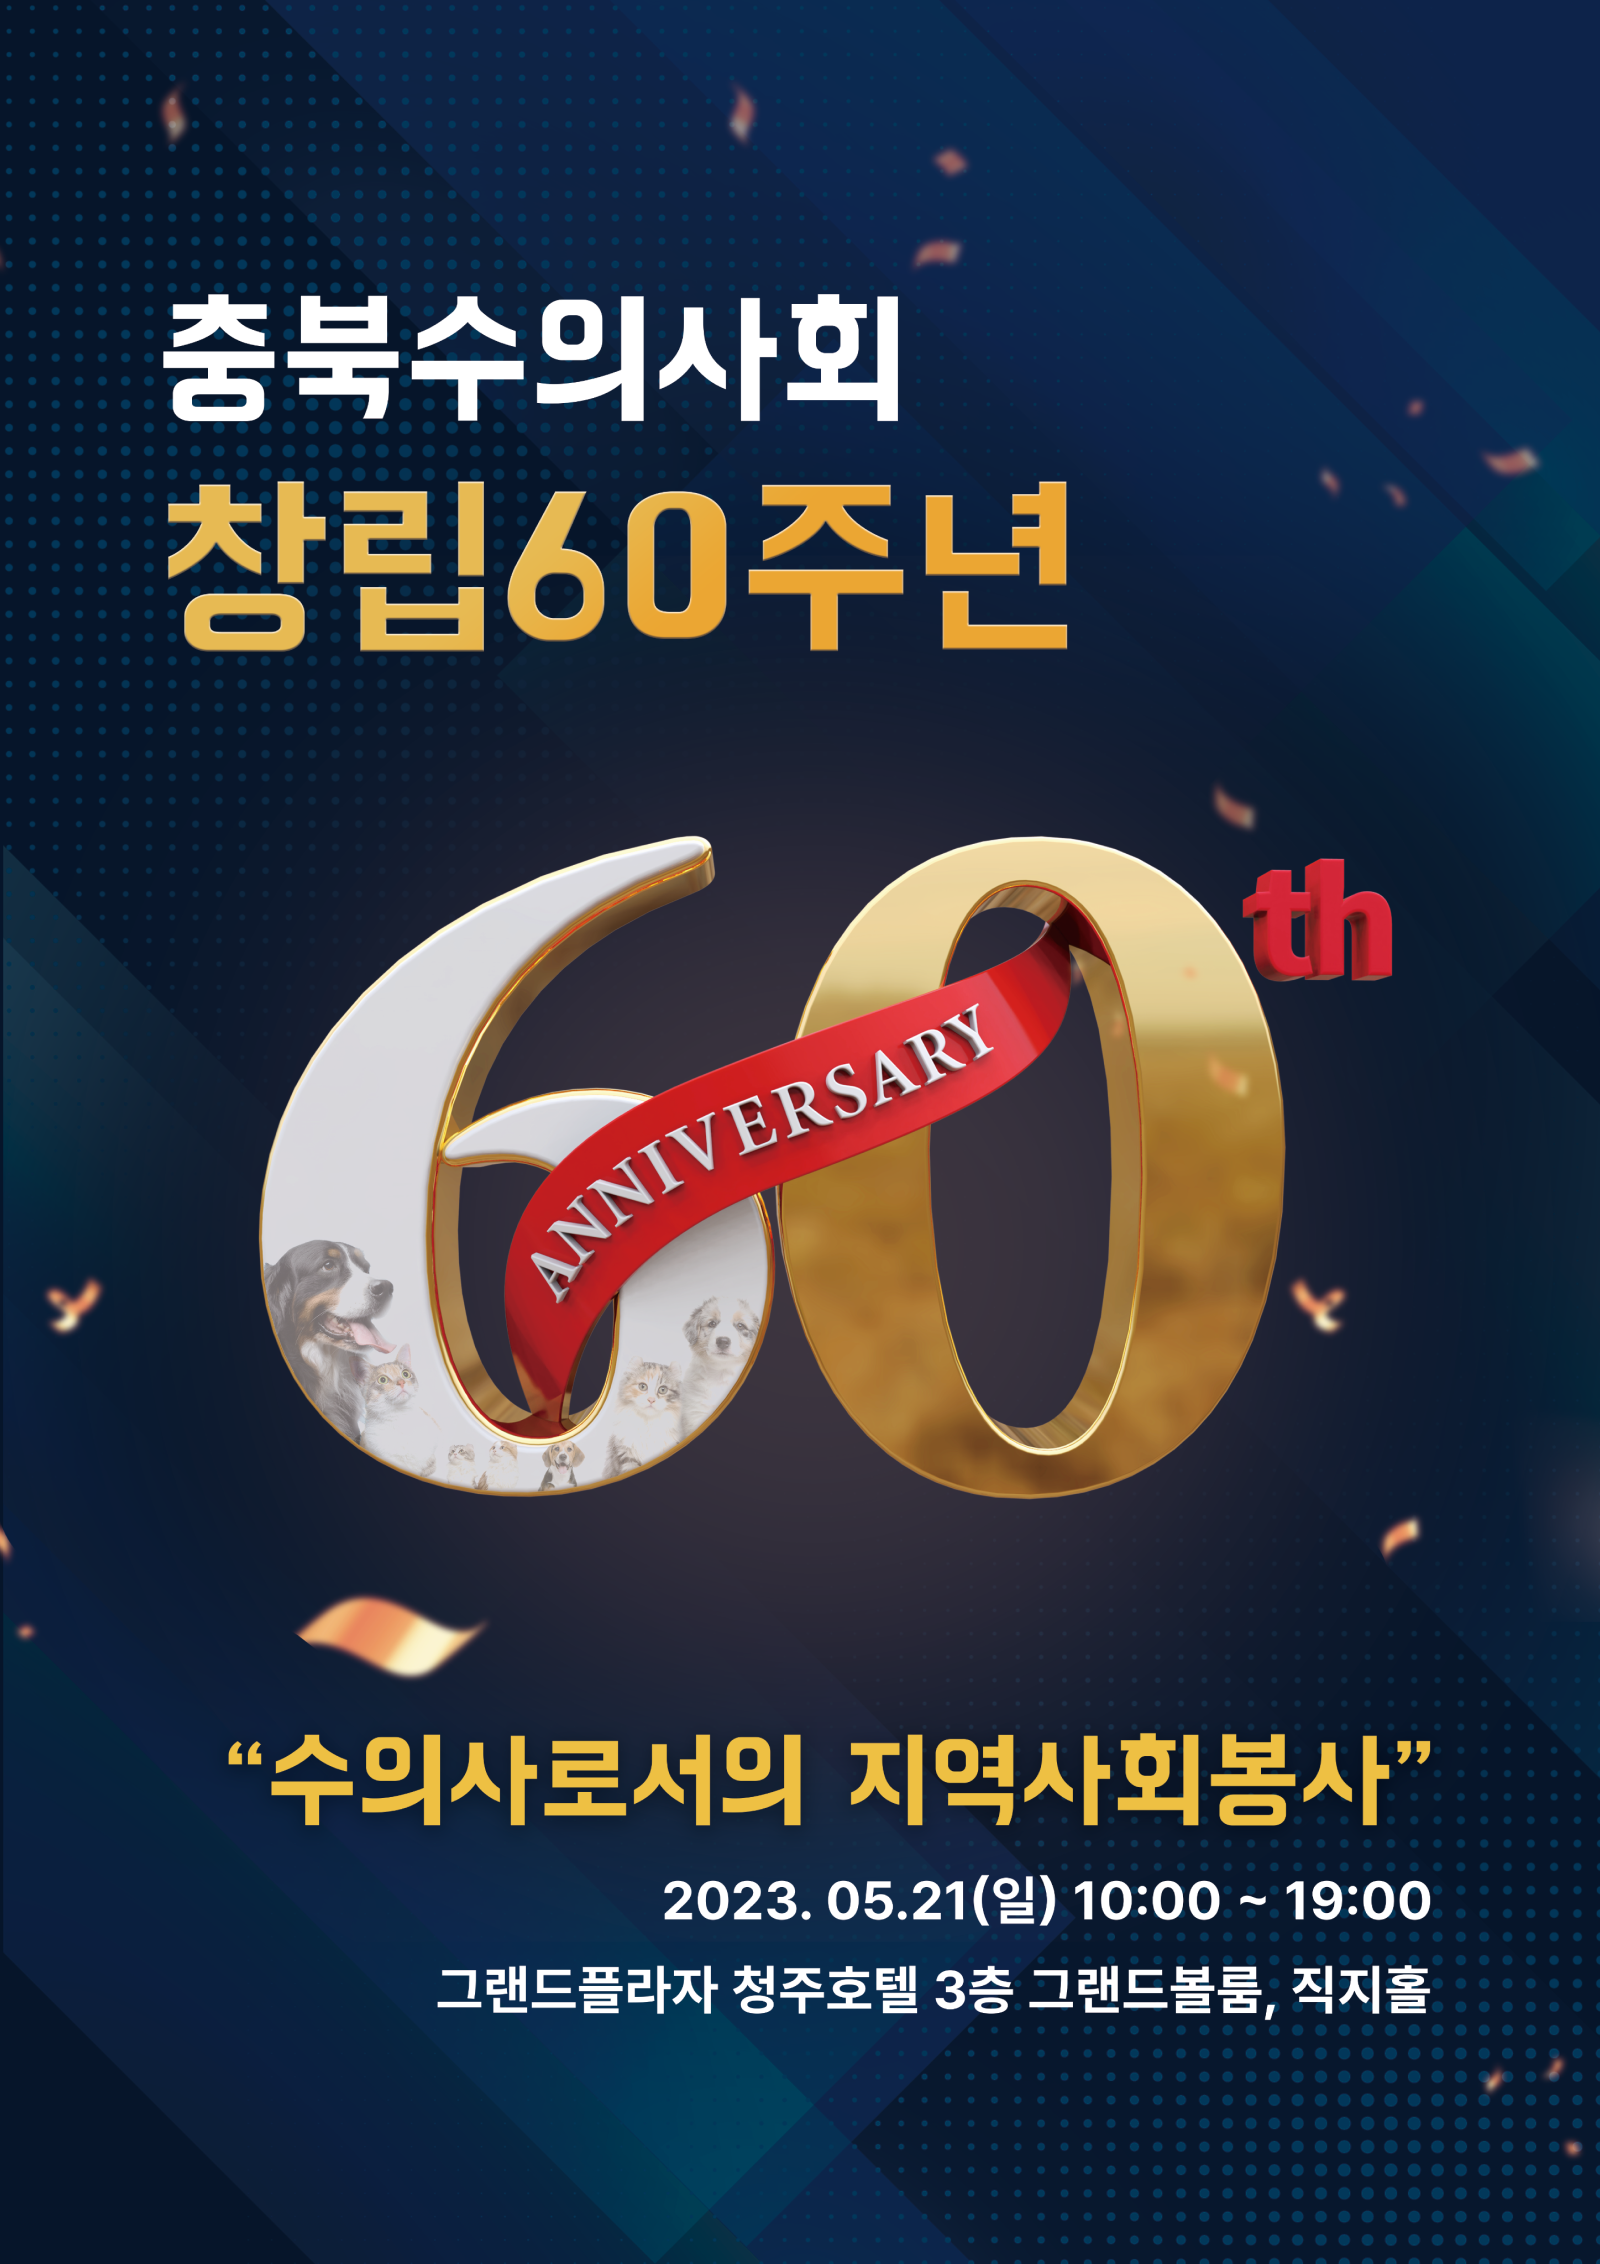 충북수의사회
창립60주년
60th
ANNIVERSARY
“수의사로서의 지역사회봉사”
2023. 05.21(일) 10:00 ~ 19:00
그랜드플라자 청주호텔 3층 그랜드볼룸, 직지홀